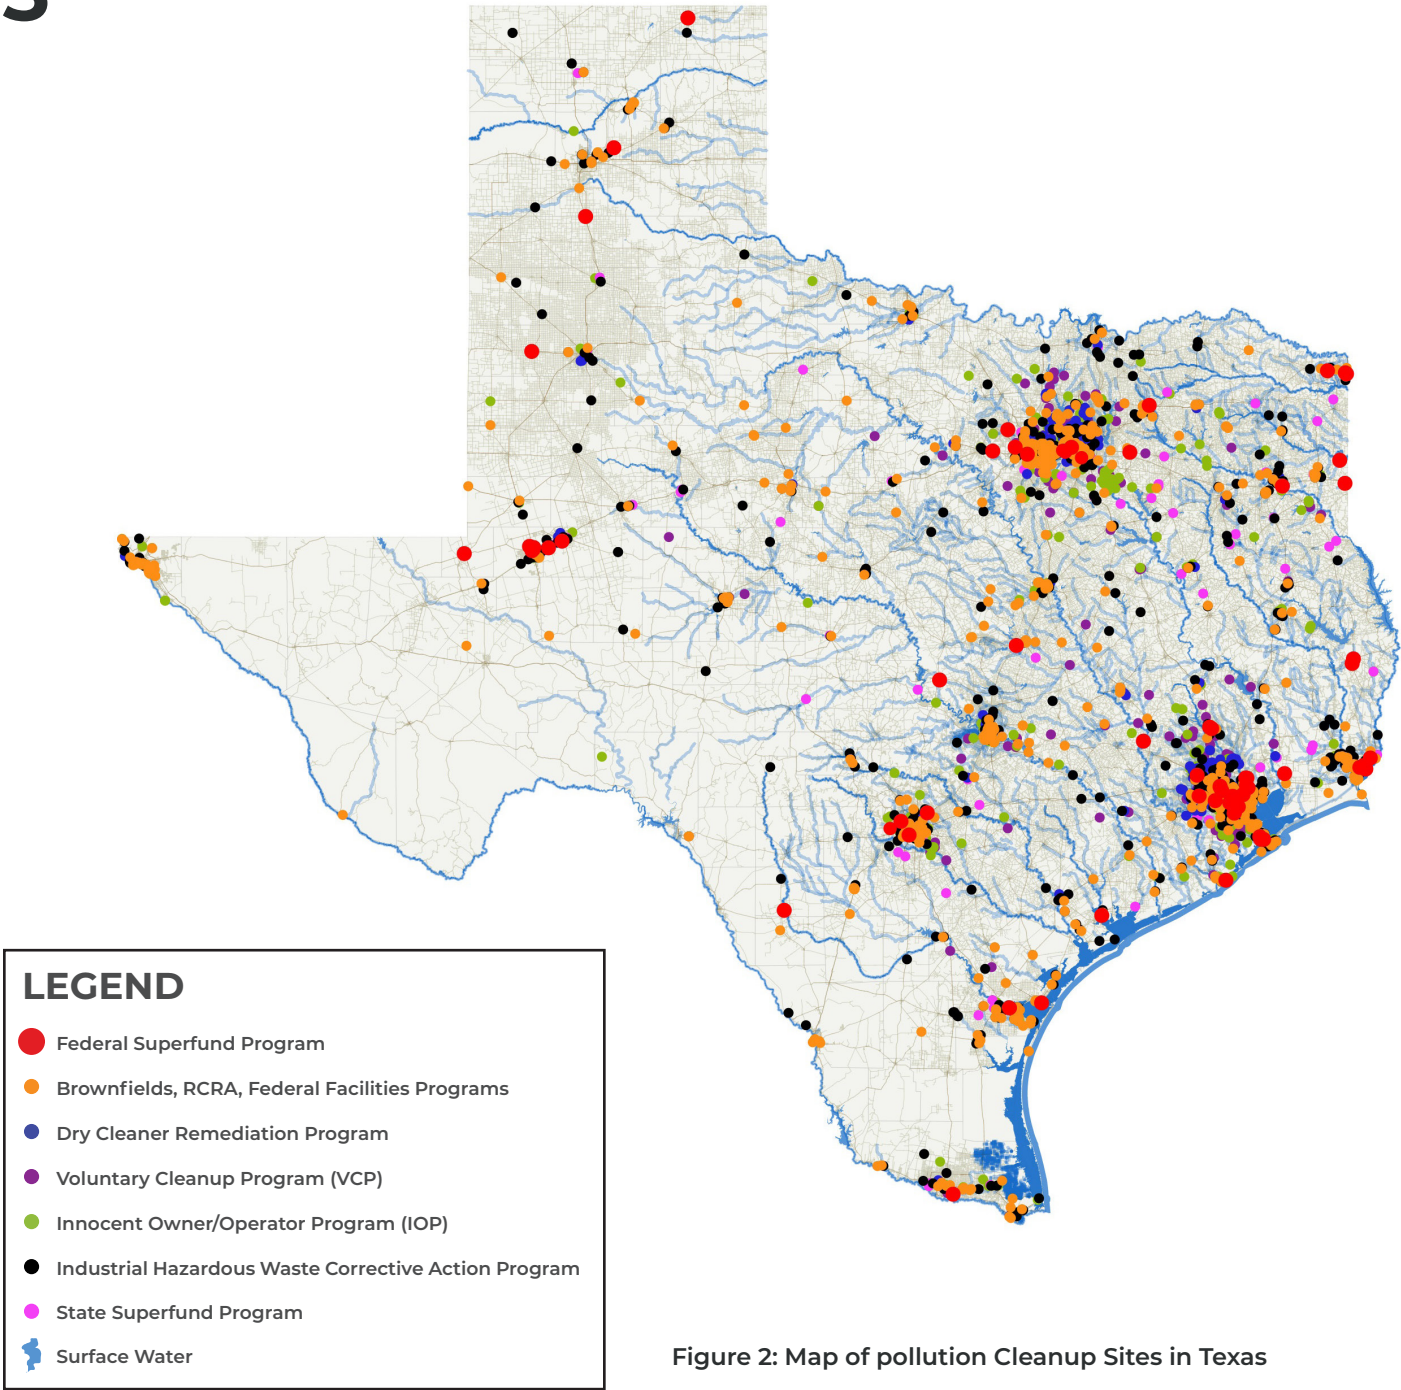 LEGEND
Federal Superfund Program
Brownfields, RCRA, Federal Facilities Programs
Dry Cleaner Remediation Program
Voluntary Cleanup Program (VCP)
Innocent Owner/Operator Program (IOP)
Industrial Hazardous Waste Corrective Action Program
State Superfund Program
Surface Water
Figure 2: Map of pollution Cleanup Sites in Texas